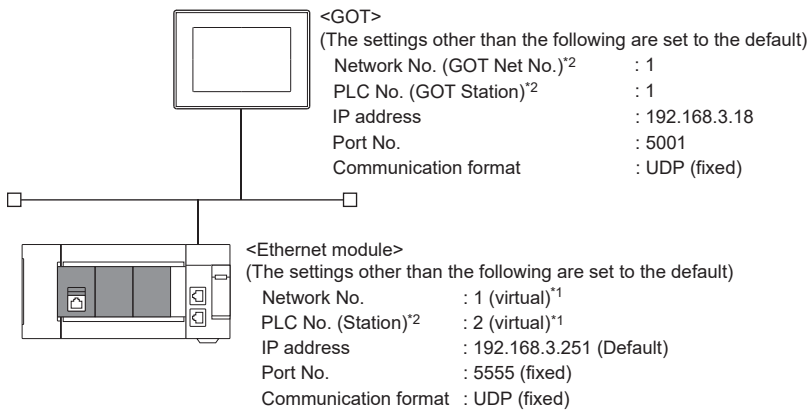 <GOT>
(The settings other than the following are set to the default)
Network No. (GOT Net No.)*2 : 1
PLC No. (GOT Station)*2 : 1
IP address : 192.168.3.18
Port No. : 5001
Communication format : UDP (fixed)
<Ethernet module>
(The settings other than the following are set to the default)
Network No. : 1 (virtual)*1
PLC No. (Station)*2 : 2 (virtual)*1
IP address : 192.168.3.251 (Default)
Port No. : 5555 (fixed)
Communication format : UDP (fixed)